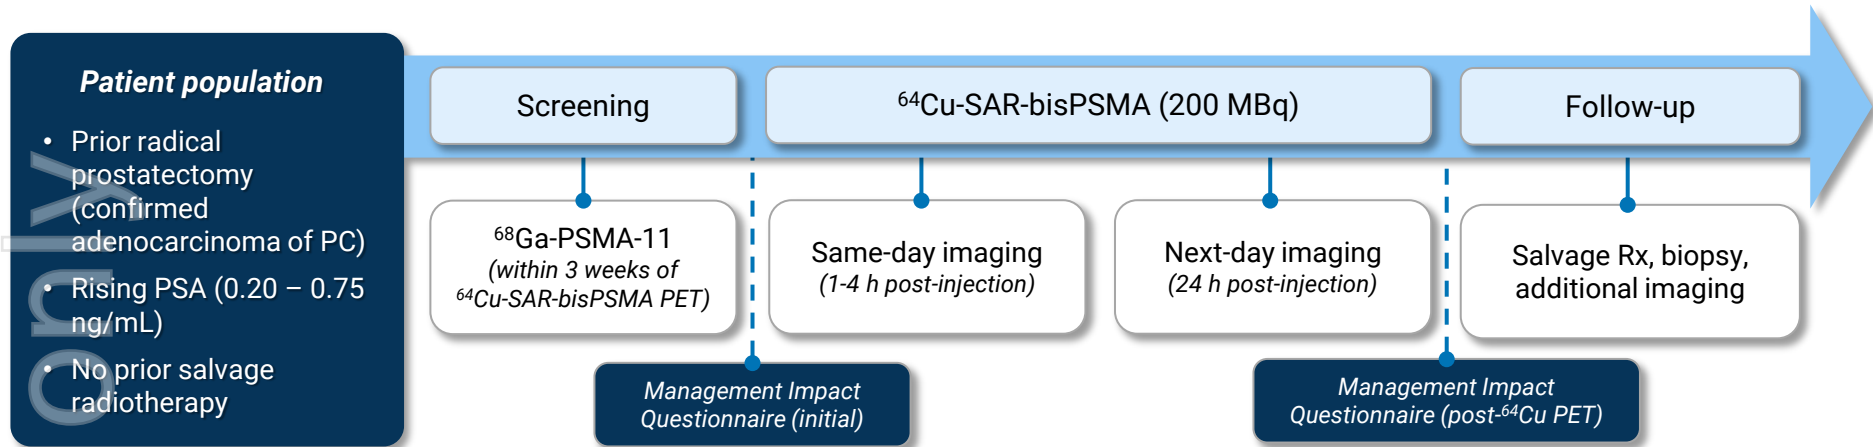 Patient population
• Prior radical
prostatectomy
(confirmed
adenocarcinoma of PC)
• Rising PSA (0.20 – 0.75
ng/mL)
• No prior salvage
radiotherapy
only
Screening
⁶⁴Cu-SAR-bisPSMA (200 MBq)
Follow-up
⁶⁸Ga-PSMA-11
(within 3 weeks of
⁶⁴Cu-SAR-bisPSMA PET)
Same-day imaging
(1-4 h post-injection)
Next-day imaging
(24 h post-injection)
Salvage Rx, biopsy,
additional imaging
Management Impact
Questionnaire (initial)
Management Impact
Questionnaire (post-⁶⁴Cu PET)